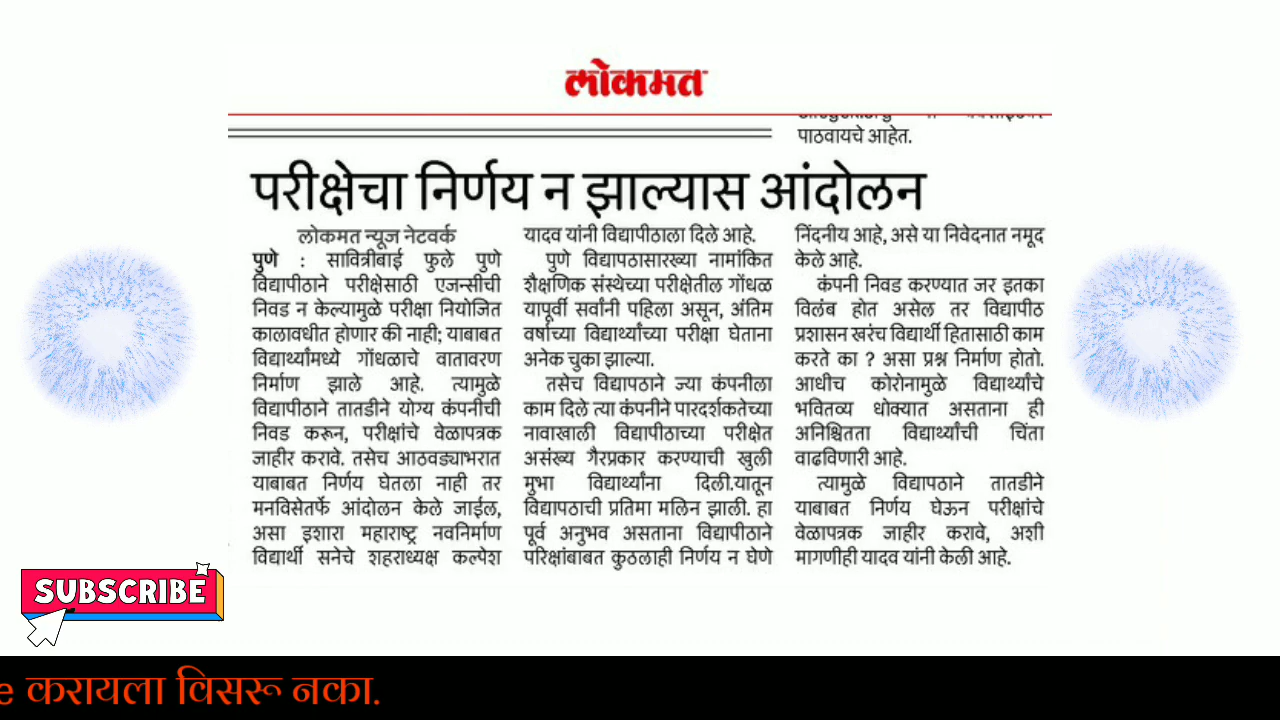 लोकमत
पाठवायचे आहेत.
परीक्षेचा निर्णय न झाल्यास आंदोलन
लोकमत न्यूज नेटवर्क
पुणे : सावित्रीबाई फुले पुणे
विद्यापीठाने परीक्षेसाठी एजन्सीची
निवड न केल्यामुळे परीक्षा नियोजित
कालावधीत होणार की नाही; याबाबत
विद्यार्थ्यांमध्ये गोंधळाचे वातावरण
निर्माण झाले आहे. त्यामुळे
विद्यापीठाने तातडीने योग्य कंपनीची
निवड करून, परीक्षांचे वेळापत्रक
जाहीर करावे. तसेच आठवड्याभरात
याबाबत निर्णय घेतला नाही तर
मनविसेतर्फे आंदोलन केले जाईल,
असा इशारा महाराष्ट्र नवनिर्माण
विद्यार्थी सनेचे शहराध्यक्ष कल्पेश
यादव यांनी विद्यापीठाला दिले आहे.
पुणे विद्यापठासारख्या नामांकित
शैक्षणिक संस्थेच्या परीक्षेतील गोंधळ
यापूर्वी सर्वांनी पहिला असून, अंतिम
वर्षाच्या विद्यार्थ्यांच्या परीक्षा घेताना
अनेक चुका झाल्या.
तसेच विद्यापठाने ज्या कंपनीला
काम दिले त्या कंपनीने पारदर्शकतेच्या
नावाखाली विद्यापीठाच्या परीक्षेत
असंख्य गैरप्रकार करण्याची खुली
मुभा विद्यार्थ्यांना दिली.यातून
विद्यापठाची प्रतिमा मलिन झाली. हा
पूर्व अनुभव असताना विद्यापीठाने
परिक्षांबाबत कुठलाही निर्णय न घेणे
निंदनीय आहे, असे या निवेदनात नमूद
केले आहे.
कंपनी निवड करण्यात जर इतका
विलंब होत असेल तर विद्यापीठ
प्रशासन खरंच विद्यार्थी हितासाठी काम
करते का ? असा प्रश्न निर्माण होतो.
आधीच कोरोनामुळे विद्यार्थ्यांचे
भवितव्य धोक्यात असताना ही
अनिश्चितता विद्यार्थ्यांची चिंता
वाढविणारी आहे.
त्यामुळे विद्यापठाने तातडीने
याबाबत निर्णय घेऊन परीक्षांचे
वेळापत्रक जाहीर करावे, अशी
मागणीही यादव यांनी केली आहे.
SUBSCRIBE
e करायला विसरू नका.